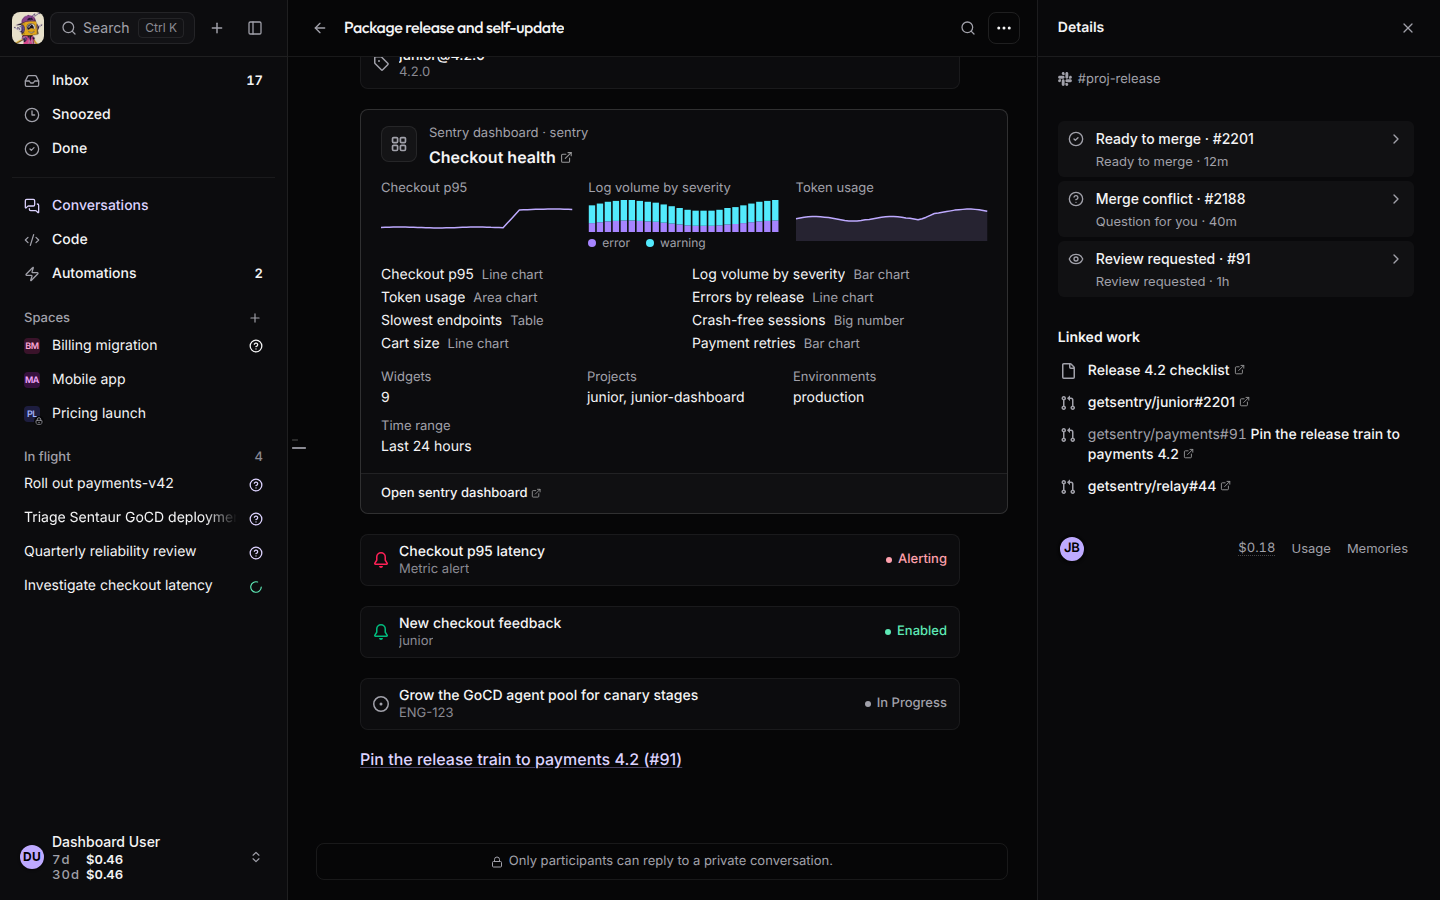 Search Ctrl K
Inbox 17
Snoozed
Done
Conversations
Code
Automations 2
Spaces
BM Billing migration
MA Mobile app
PL Pricing launch
In flight 4
Roll out payments-v42
Triage Sentaur GoCD deployme
Quarterly reliability review
Investigate checkout latency
DU Dashboard User
7d $0.46
30d $0.46
Package release and self-update
junior@4.2.0
4.2.0
Sentry dashboard · sentry
Checkout health
Checkout p95 Log volume by severity Token usage
error warning
Checkout p95 Line chart Log volume by severity Bar chart
Token usage Area chart Errors by release Line chart
Slowest endpoints Table Crash-free sessions Big number
Cart size Line chart Payment retries Bar chart
Widgets Projects Environments
9 junior, junior-dashboard production
Time range
Last 24 hours
Open sentry dashboard
Checkout p95 latency
Metric alert
Alerting
New checkout feedback
junior
Enabled
Grow the GoCD agent pool for canary stages
ENG-123
In Progress
Pin the release train to payments 4.2 (#91)
Only participants can reply to a private conversation.
Details
#proj-release
Ready to merge · #2201
Ready to merge · 12m
Merge conflict · #2188
Question for you · 40m
Review requested · #91
Review requested · 1h
Linked work
Release 4.2 checklist
getsentry/junior#2201
getsentry/payments#91 Pin the release train to
payments 4.2
getsentry/relay#44
JB $0.18 Usage Memories